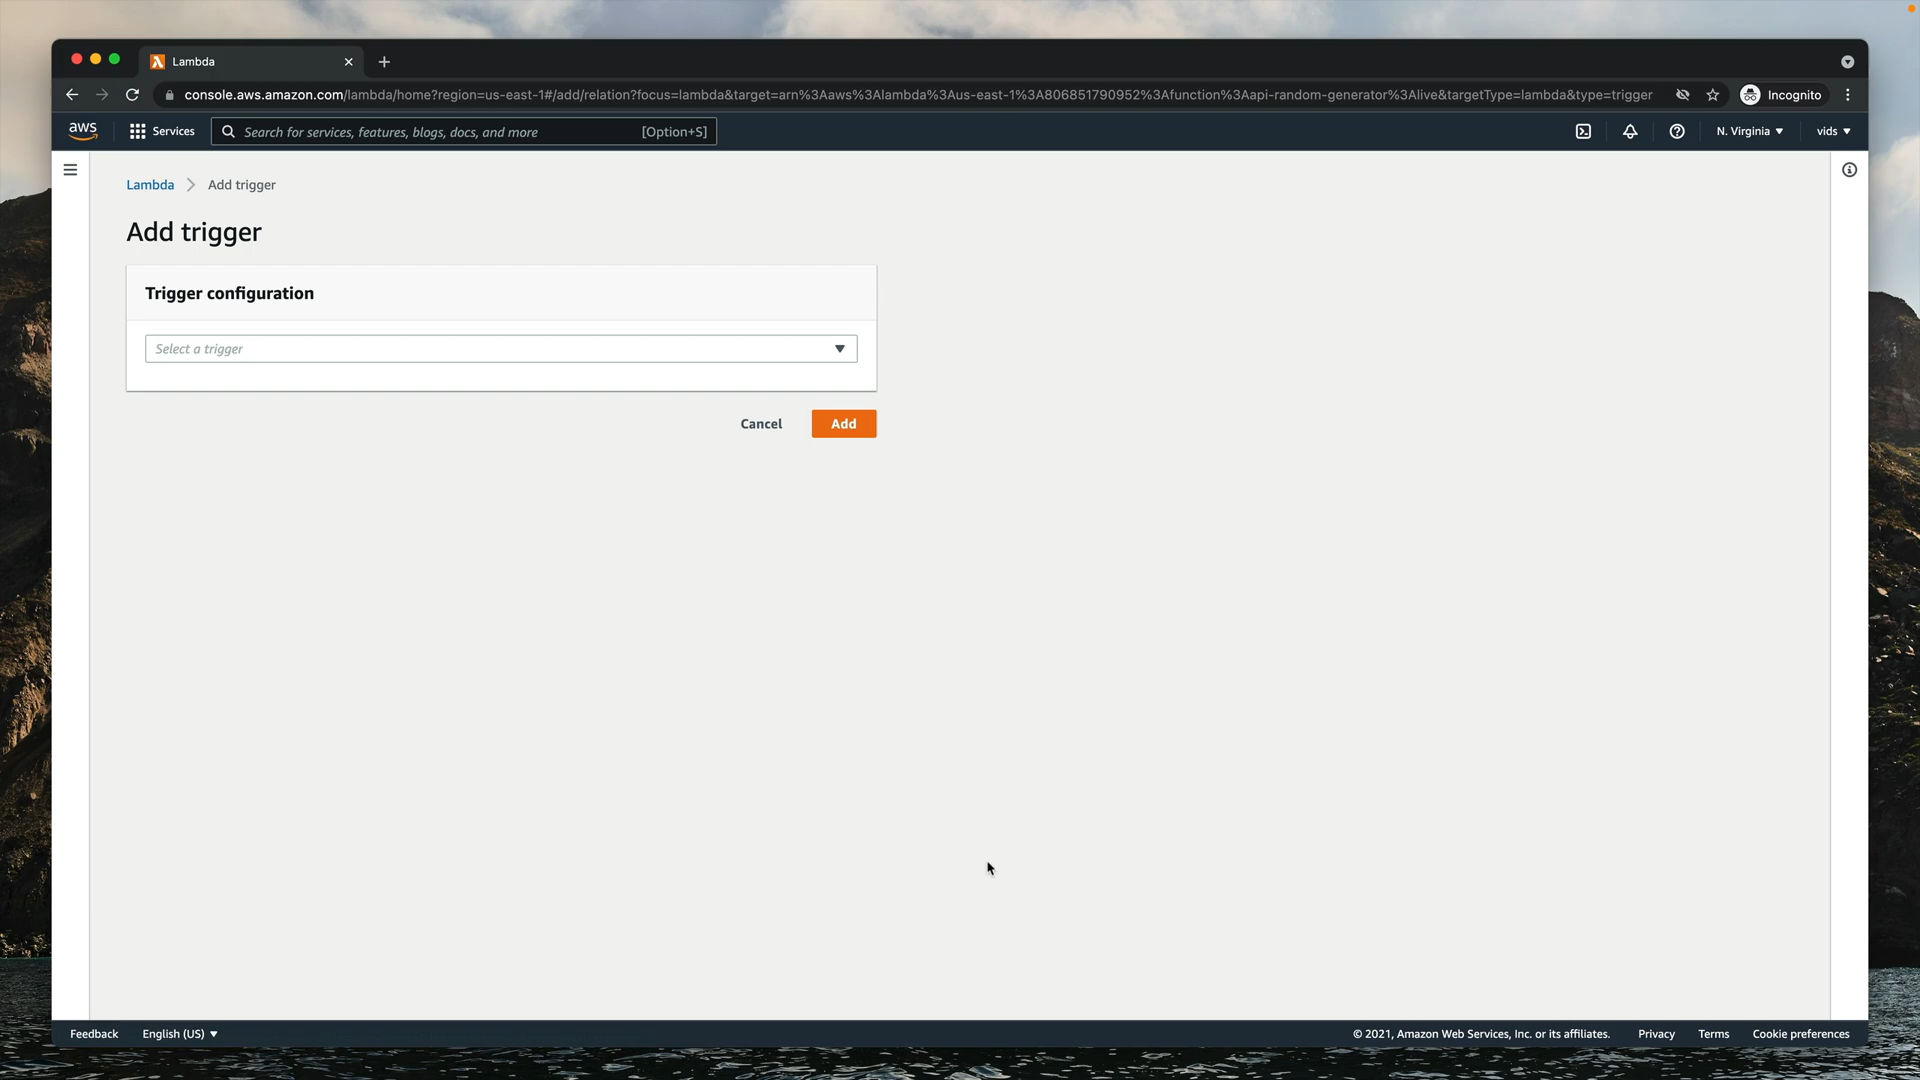 Lambda
console.aws.amazon.com/lambda/home?region=us-east-1#/add/relation?focus=lambda&target=arn%3Aaws%3Alambda%3Aus-east-1%3A806851790952%3Afunction%3Aapi-random-generator%3Alive&targetType=lambda&type=trigger
Incognito
aws
Services
Search for services, features, blogs, docs, and more
[Option+S]
N. Virginia
vids
Lambda
Add trigger
Add trigger
Trigger configuration
Select a trigger
Cancel
Add
Feedback
English (US)
© 2021, Amazon Web Services, Inc. or its affiliates.
Privacy
Terms
Cookie preferences